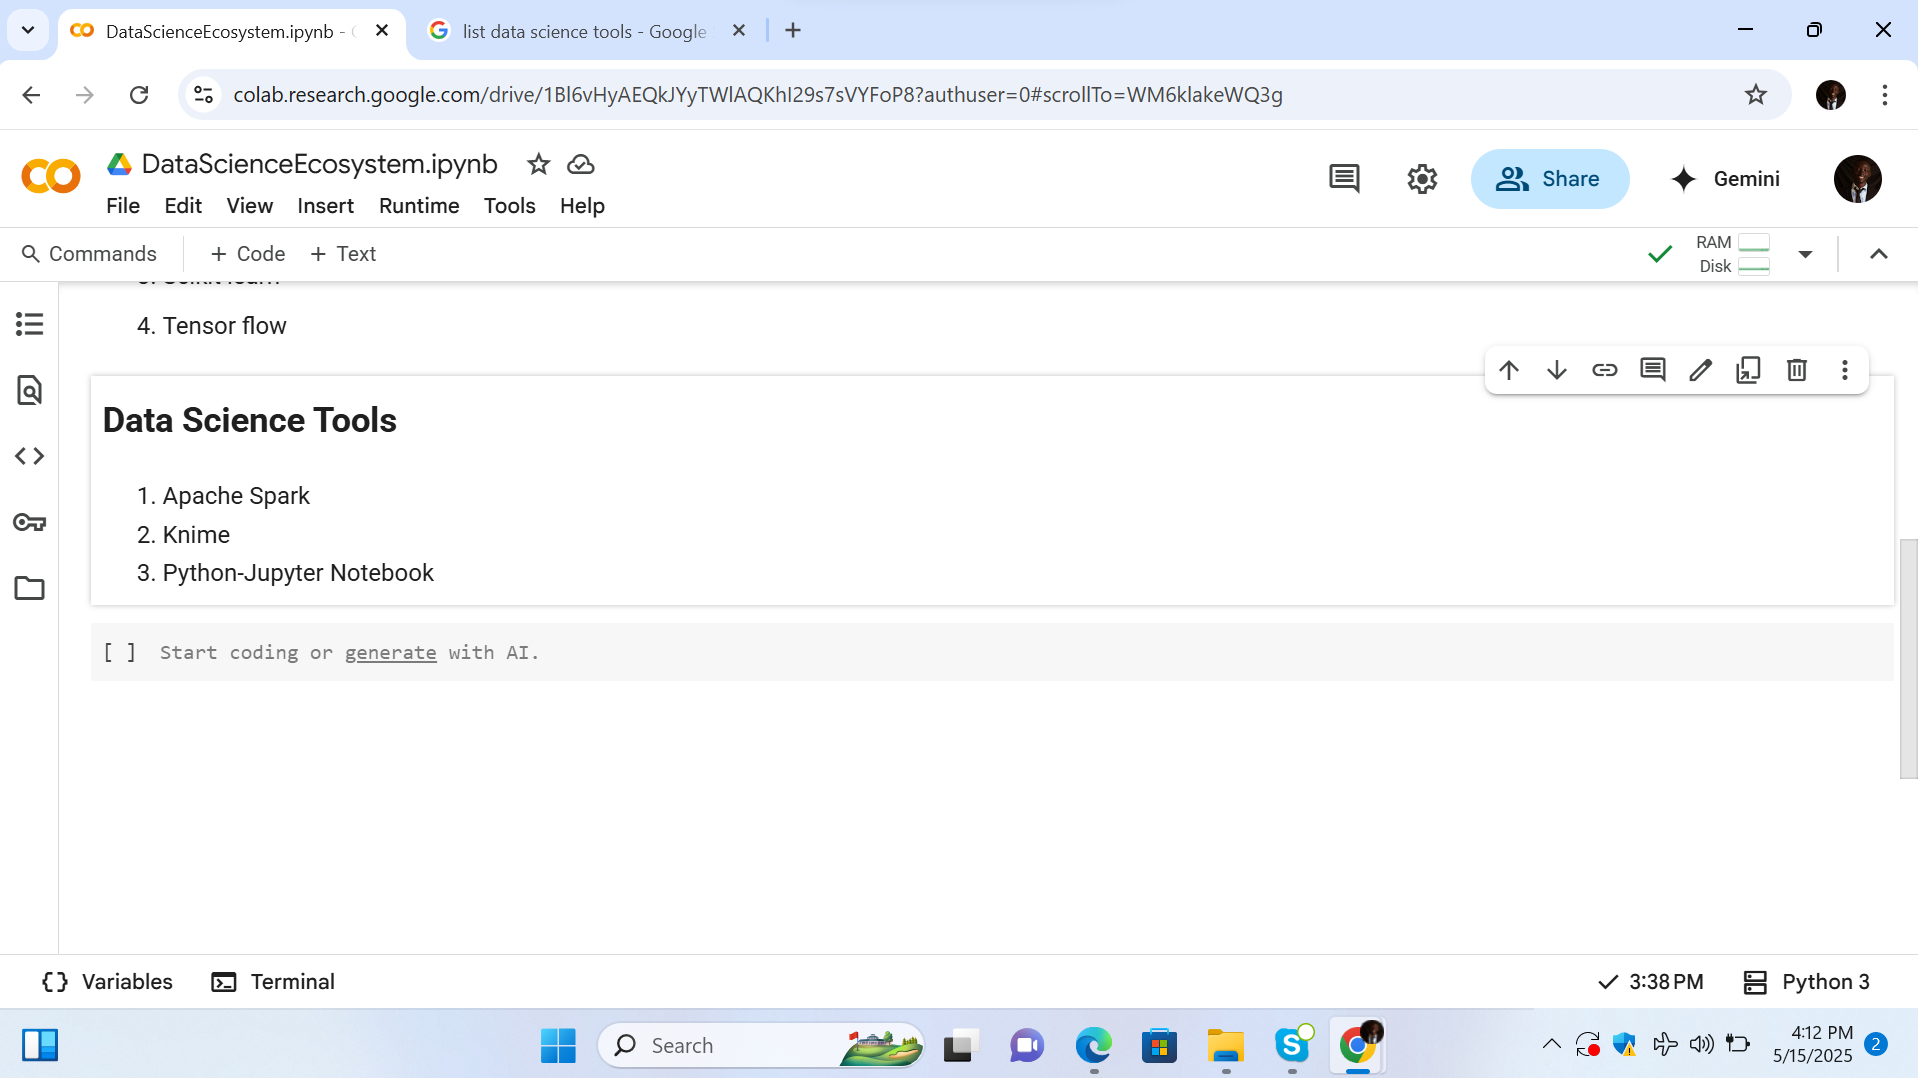 DataScienceEcosystem.ipynb - 
list data science tools - Google
colab.research.google.com/drive/1Bl6vHyAEQkJYyTWlAQKhI29s7sVYFoP8?authuser=0#scrollTo=WM6klakeWQ3g
DataScienceEcosystem.ipynb
File Edit View Insert Runtime Tools Help
Share
Gemini
Commands
+ Code + Text
RAM
Disk
4. Tensor flow
Data Science Tools
1. Apache Spark
2. Knime
3. Python-Jupyter Notebook
[ ] Start coding or generate with AI.
Variables Terminal
3:38 PM Python 3
Search
4:12 PM
5/15/2025
2